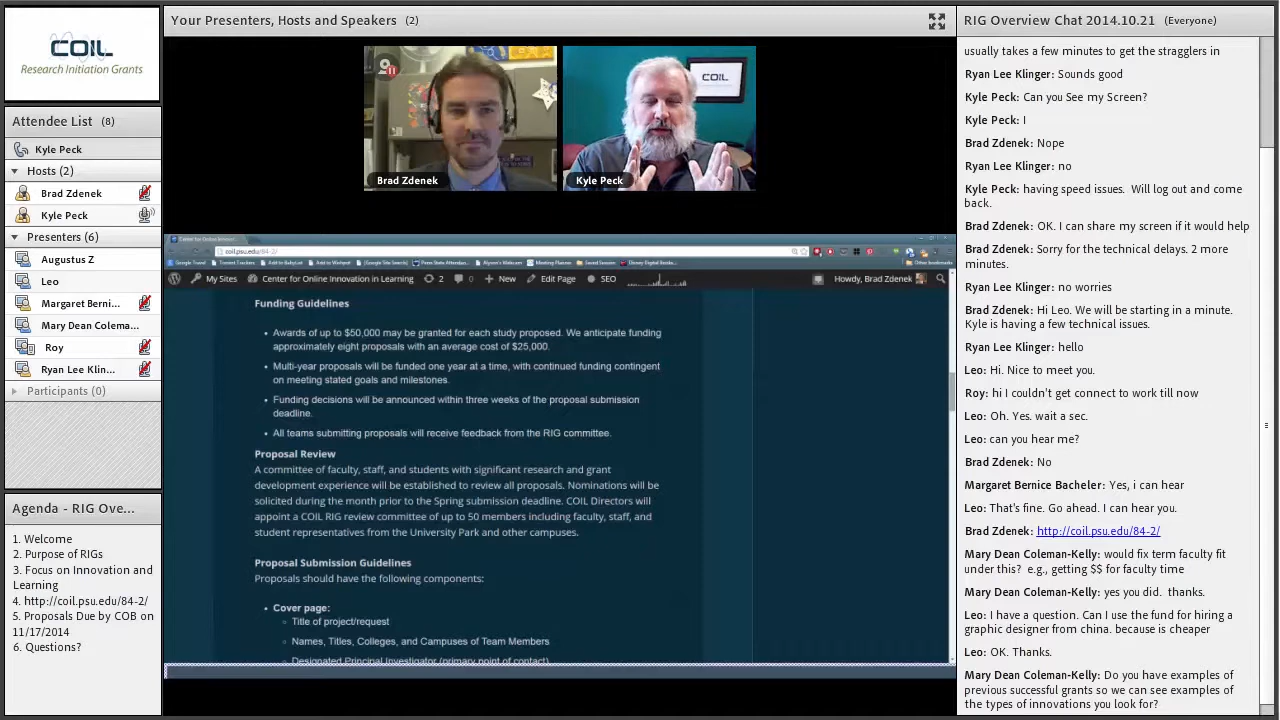 COIL
Research Initiation Grants
Attendee List (8)
Kyle Peck
Hosts (2)
Brad Zdenek
Kyle Peck
Presenters (6)
Augustus Z
Leo
Margaret Berni...
Mary Dean Colema...
Roy
Ryan Lee Klin...
Participants (0)
Agenda - RIG Ove...
1. Welcome
2. Purpose of RIGs
3. Focus on Innovation and
Learning
4. http://coil.psu.edu/84-2/
5. Proposals Due by COB on
11/17/2014
6. Questions?
Your Presenters, Hosts and Speakers (2)
COIL
Brad Zdenek
Kyle Peck
coil.psu.edu/84-2/
My Sites
Center for Online Innovation in Learning
2
0
New
Edit Page
SEO
Howdy, Brad Zdenek
Funding Guidelines
• Awards of up to $50,000 may be granted for each study proposed. We anticipate funding
approximately eight proposals with an average cost of $25,000.
• Multi-year proposals will be funded one year at a time, with continued funding contingent
on meeting stated goals and milestones.
• Funding decisions will be announced within three weeks of the proposal submission
deadline.
• All teams submitting proposals will receive feedback from the RIG committee.
Proposal Review
A committee of faculty, staff, and students with significant research and grant
development experience will be established to review all proposals. Nominations will be
solicited during the month prior to the Spring submission deadline. COIL Directors will
appoint a COIL RIG review committee of up to 50 members including faculty, staff, and
student representatives from the University Park and other campuses.
Proposal Submission Guidelines
Proposals should have the following components:
• Cover page:
Title of project/request
Names, Titles, Colleges, and Campuses of Team Members
Designated Principal Investigator (primary point of contact)
RIG Overview Chat 2014.10.21 (Everyone)
usually takes a few minutes to get the stragglers in
Ryan Lee Klinger: Sounds good
Kyle Peck: Can you See my Screen?
Kyle Peck: I
Brad Zdenek: Nope
Ryan Lee Klinger: no
Kyle Peck: having speed issues. Will log out and come
back.
Brad Zdenek: OK. I can share my screen if it would help
Brad Zdenek: Sorry for the technical delays. 2 more
minutes.
Ryan Lee Klinger: no worries
Brad Zdenek: Hi Leo. We will be starting in a minute.
Kyle is having a few technical issues.
Ryan Lee Klinger: hello
Leo: Hi. Nice to meet you.
Roy: hi I couldn't get connect to work till now
Leo: Oh. Yes. wait a sec.
Leo: can you hear me?
Brad Zdenek: No
Margaret Bernice Bacheler: Yes, i can hear
Leo: That's fine. Go ahead. I can hear you.
Brad Zdenek: http://coil.psu.edu/84-2/
Mary Dean Coleman-Kelly: would fix term faculty fit
under this? e.g., getting $$ for faculty time
Mary Dean Coleman-Kelly: yes you did. thanks.
Leo: I have a question. Can I use the fund for hiring a
graphic designer from china. because is cheaper
Leo: OK. Thanks.
Mary Dean Coleman-Kelly: Do you have examples of
previous successful grants so we can see examples of
the types of innovations you look for?